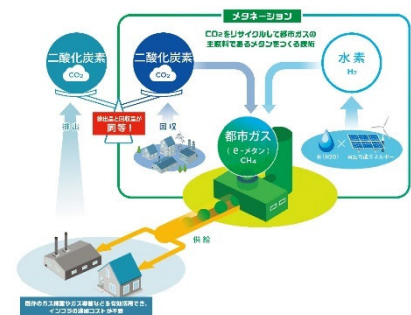 メタネーション
CO₂をリサイクルして都市ガスの
主原料であるメタンをつくる技術
二酸化炭素
CO₂
二酸化炭素
CO₂
水素
H₂
排出
排出量と回収量が
同等!
回収
都市ガス
(e-メタン)
CH₄
水(H2O)
×
再生可能エネルギー
供給
既存のガス機器やガス導管などを有効活用でき、
インフラの追加コストが不要